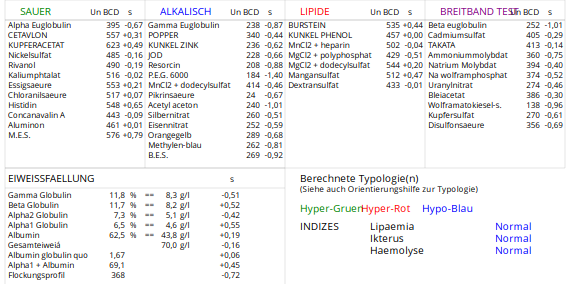 SAUER Un BCD s
Alpha Euglobulin 395 -0,67
CETAVLON 557 +0,31
KUPFERACETAT 623 +0,49
Nickelsulfat 485 -0,16
Rivanol 490 -0,19
Kaliumphtalat 516 -0,02
Essigsaeure 553 +0,21
Chloranilsaeure 517 +0,07
Histidin 548 +0,65
Concanavalin A 443 -0,09
Aluminon 461 +0,01
M.E.S. 576 +0,79
ALKALISCH Un BCD s
Gamma Euglobulin 238 -0,87
POPPER 340 -0,44
KUNKEL ZINK 236 -0,62
JOD 228 -0,66
Resorcin 208 -0,88
P.E.G. 6000 184 -1,40
MnCl2 + dodecylsulfat 414 -0,46
Pikrinsaeure 24 -0,67
Acetyl aceton 240 -1,01
Silbernitrat 260 -0,51
Eisennitrat 252 -0,59
Orangegelb 289 -0,68
Methylen-blau 262 -0,81
B.E.S. 269 -0,92
LIPIDE Un BCD s
BURSTEIN 535 +0,44
KUNKEL PHENOL 457 +0,00
MnCl2 + heparin 502 -0,04
MgCl2 + polyphosphat 429 -0,51
MgCl2 + dodecylsulfat 544 +0,20
Mangansulfat 512 +0,47
Dextransulfat 433 -0,01
BREITBAND TEST Un BCD s
Beta euglobulin 252 -1,01
Cadmiumsulfat 405 -0,29
TAKATA 413 -0,14
Ammoniummolybdat 360 -0,75
Natrium Molybdat 394 -0,40
Na wolframphosphat 374 -0,52
Uranylnitrat 274 -0,46
Bleiacetat 386 -0,30
Wolframatokiesel-s. 138 -0,96
Kupfersulfat 270 -0,61
Disulfonsaeure 356 -0,69
EIWEISSFAELLUNG s
Gamma Globulin 11,8 % == 8,3 g/l -0,51
Beta Globulin 11,7 % == 8,2 g/l +0,52
Alpha2 Globulin 7,3 % == 5,1 g/l -0,42
Alpha1 Globulin 6,5 % == 4,6 g/l +0,55
Albumin 62,5 % == 43,8 g/l +0,19
Gesamteiweiá 70,0 g/l -0,16
Albumin globulin quo 1,67 +0,06
Alpha1 + Albumin 69,1 +0,45
Flockungsprofil 368 -0,72
Berechnete Typologie(n)
(Siehe auch Orientierungshilfe zur Typologie)
Hyper-Gruen Hyper-Rot Hypo-Blau
INDIZES Lipaemia Normal
Ikterus Normal
Haemolyse Normal